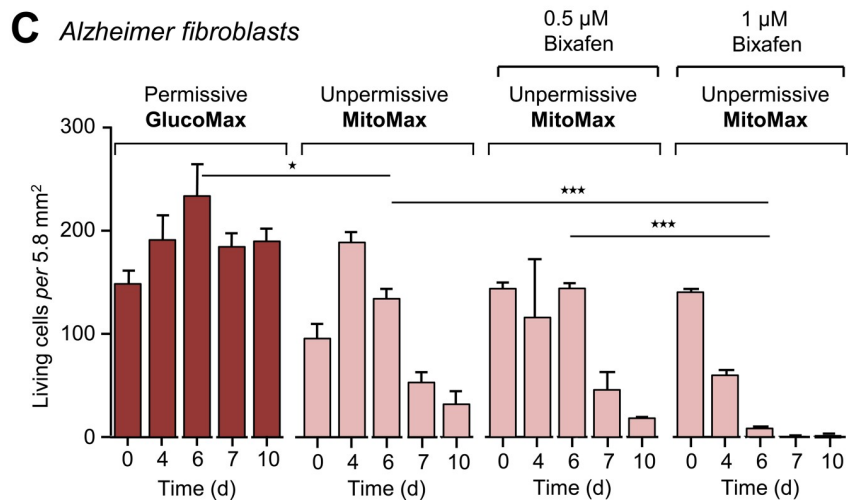 C Alzheimer fibroblasts
0.5 µM
Bixafen
1 µM
Bixafen
Permissive
GlucoMax
Unpermissive
MitoMax
Unpermissive
MitoMax
Unpermissive
MitoMax
★
★★★
★★★
Living cells per 5.8 mm²
300
200
100
0
0 4 6 7 10
0 4 6 7 10
0 4 6 7 10
0 4 6 7 10
Time (d)
Time (d)
Time (d)
Time (d)